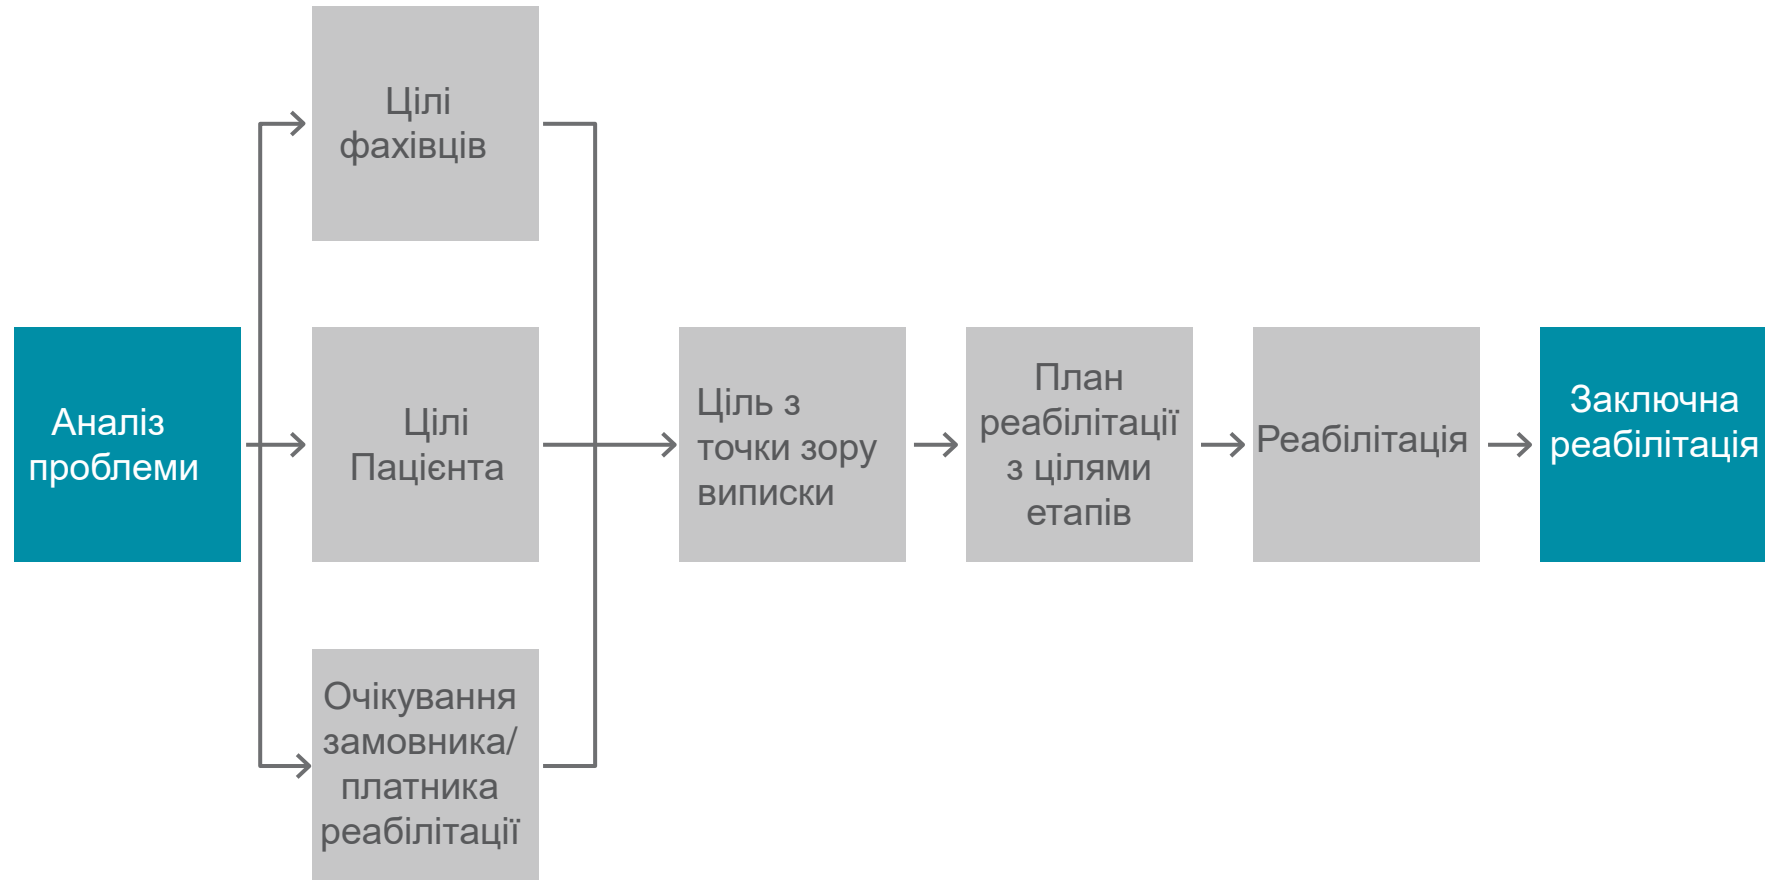 Цілі
фахівців
Аналіз
проблеми
Цілі
Пацієнта
Очікування
замовника/
платника
реабілітації
Ціль з
точки зору
виписки
План
реабілітації
з цілями
етапів
Реабілітація
Заключна
реабілітація